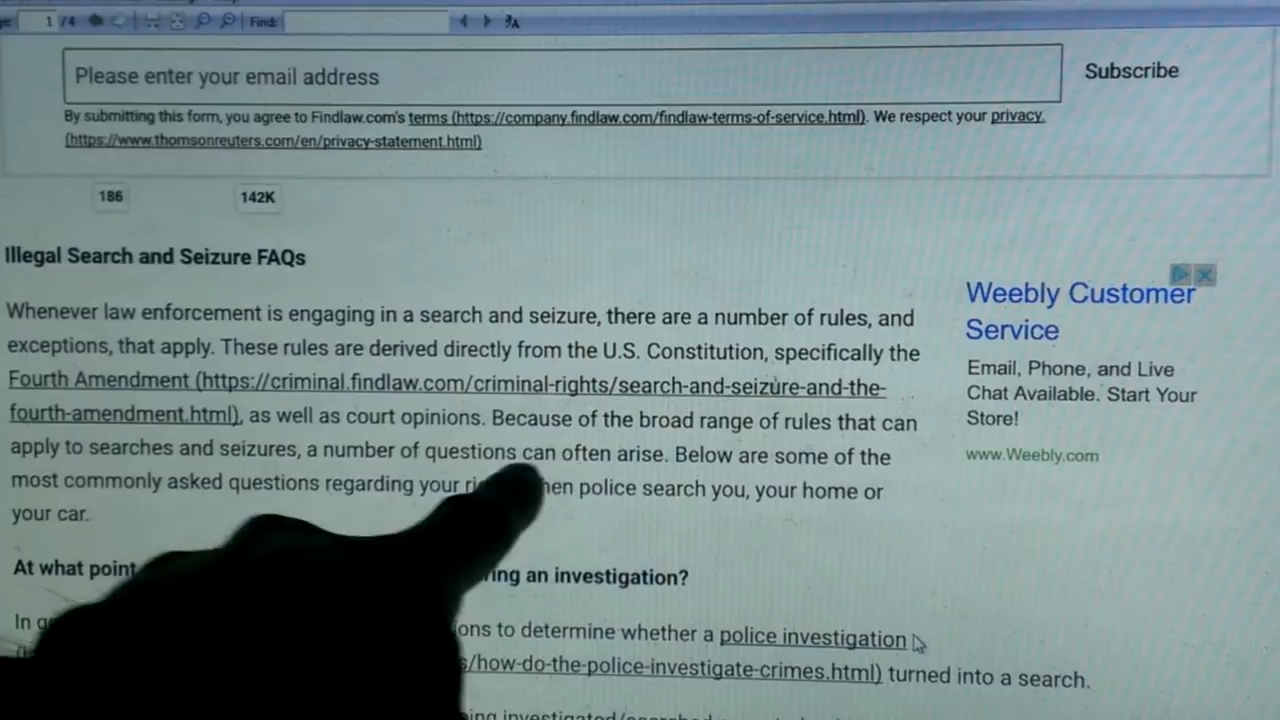 1 /4
Find:
Please enter your email address
Subscribe
By submitting this form, you agree to Findlaw.com's terms (https://company.findlaw.com/findlaw-terms-of-service.html). We respect your privacy.
(https://www.thomsonreuters.com/en/privacy-statement.html)
186 142K
Illegal Search and Seizure FAQs
Whenever law enforcement is engaging in a search and seizure, there are a number of rules, and
exceptions, that apply. These rules are derived directly from the U.S. Constitution, specifically the
Fourth Amendment (https://criminal.findlaw.com/criminal-rights/search-and-seizure-and-the-
fourth-amendment.html), as well as court opinions. Because of the broad range of rules that can
apply to searches and seizures, a number of questions can often arise. Below are some of the
most commonly asked questions regarding your police search you, your home or
your car.
Weebly Customer
Service
Email, Phone, and Live
Chat Available. Start Your
Store!
www.Weebly.com
At what point an investigation?
In to determine whether a police investigation
/how-do-the-police-investigate-crimes.html) turned into a search.